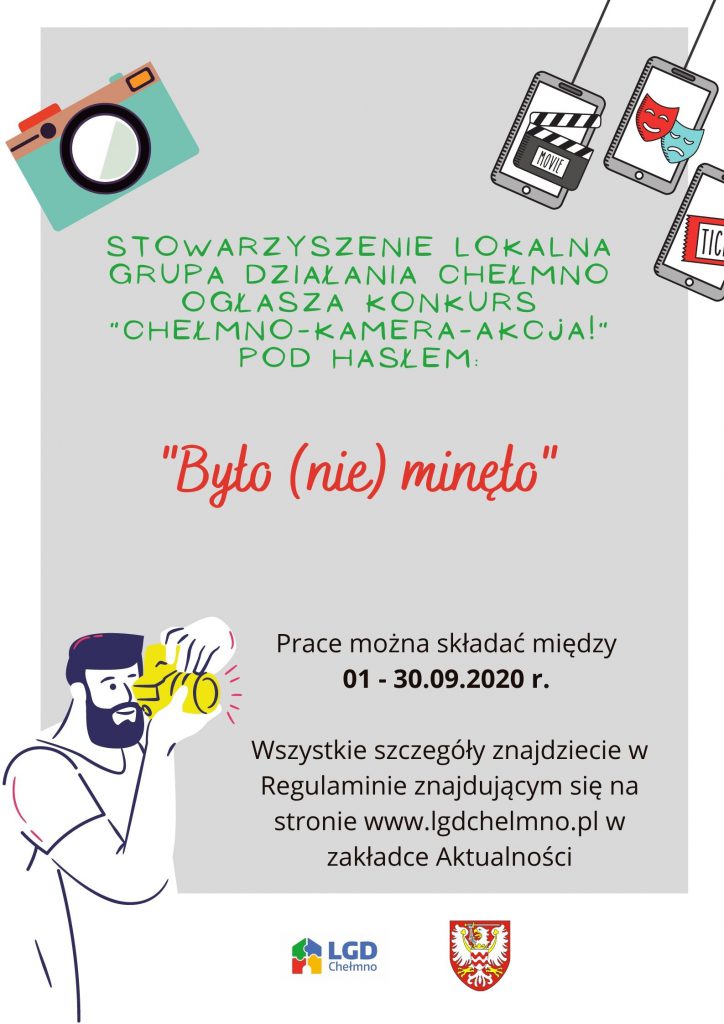 MOVIE
TIC
STOWARZYSZENIE LOKALNA
GRUPA DZIAŁANIA CHEŁMNO
OGŁASZA KONKURS
"CHEŁMNO-KAMERA-AKCJA!"
POD HASŁEM:
"Było (nie) minęło"
Prace można składać między
01 - 30.09.2020 r.
Wszystkie szczegóły znajdziecie w
Regulaminie znajdującym się na
stronie www.lgdchelmno.pl w
zakładce Aktualności
LGD
Chełmno